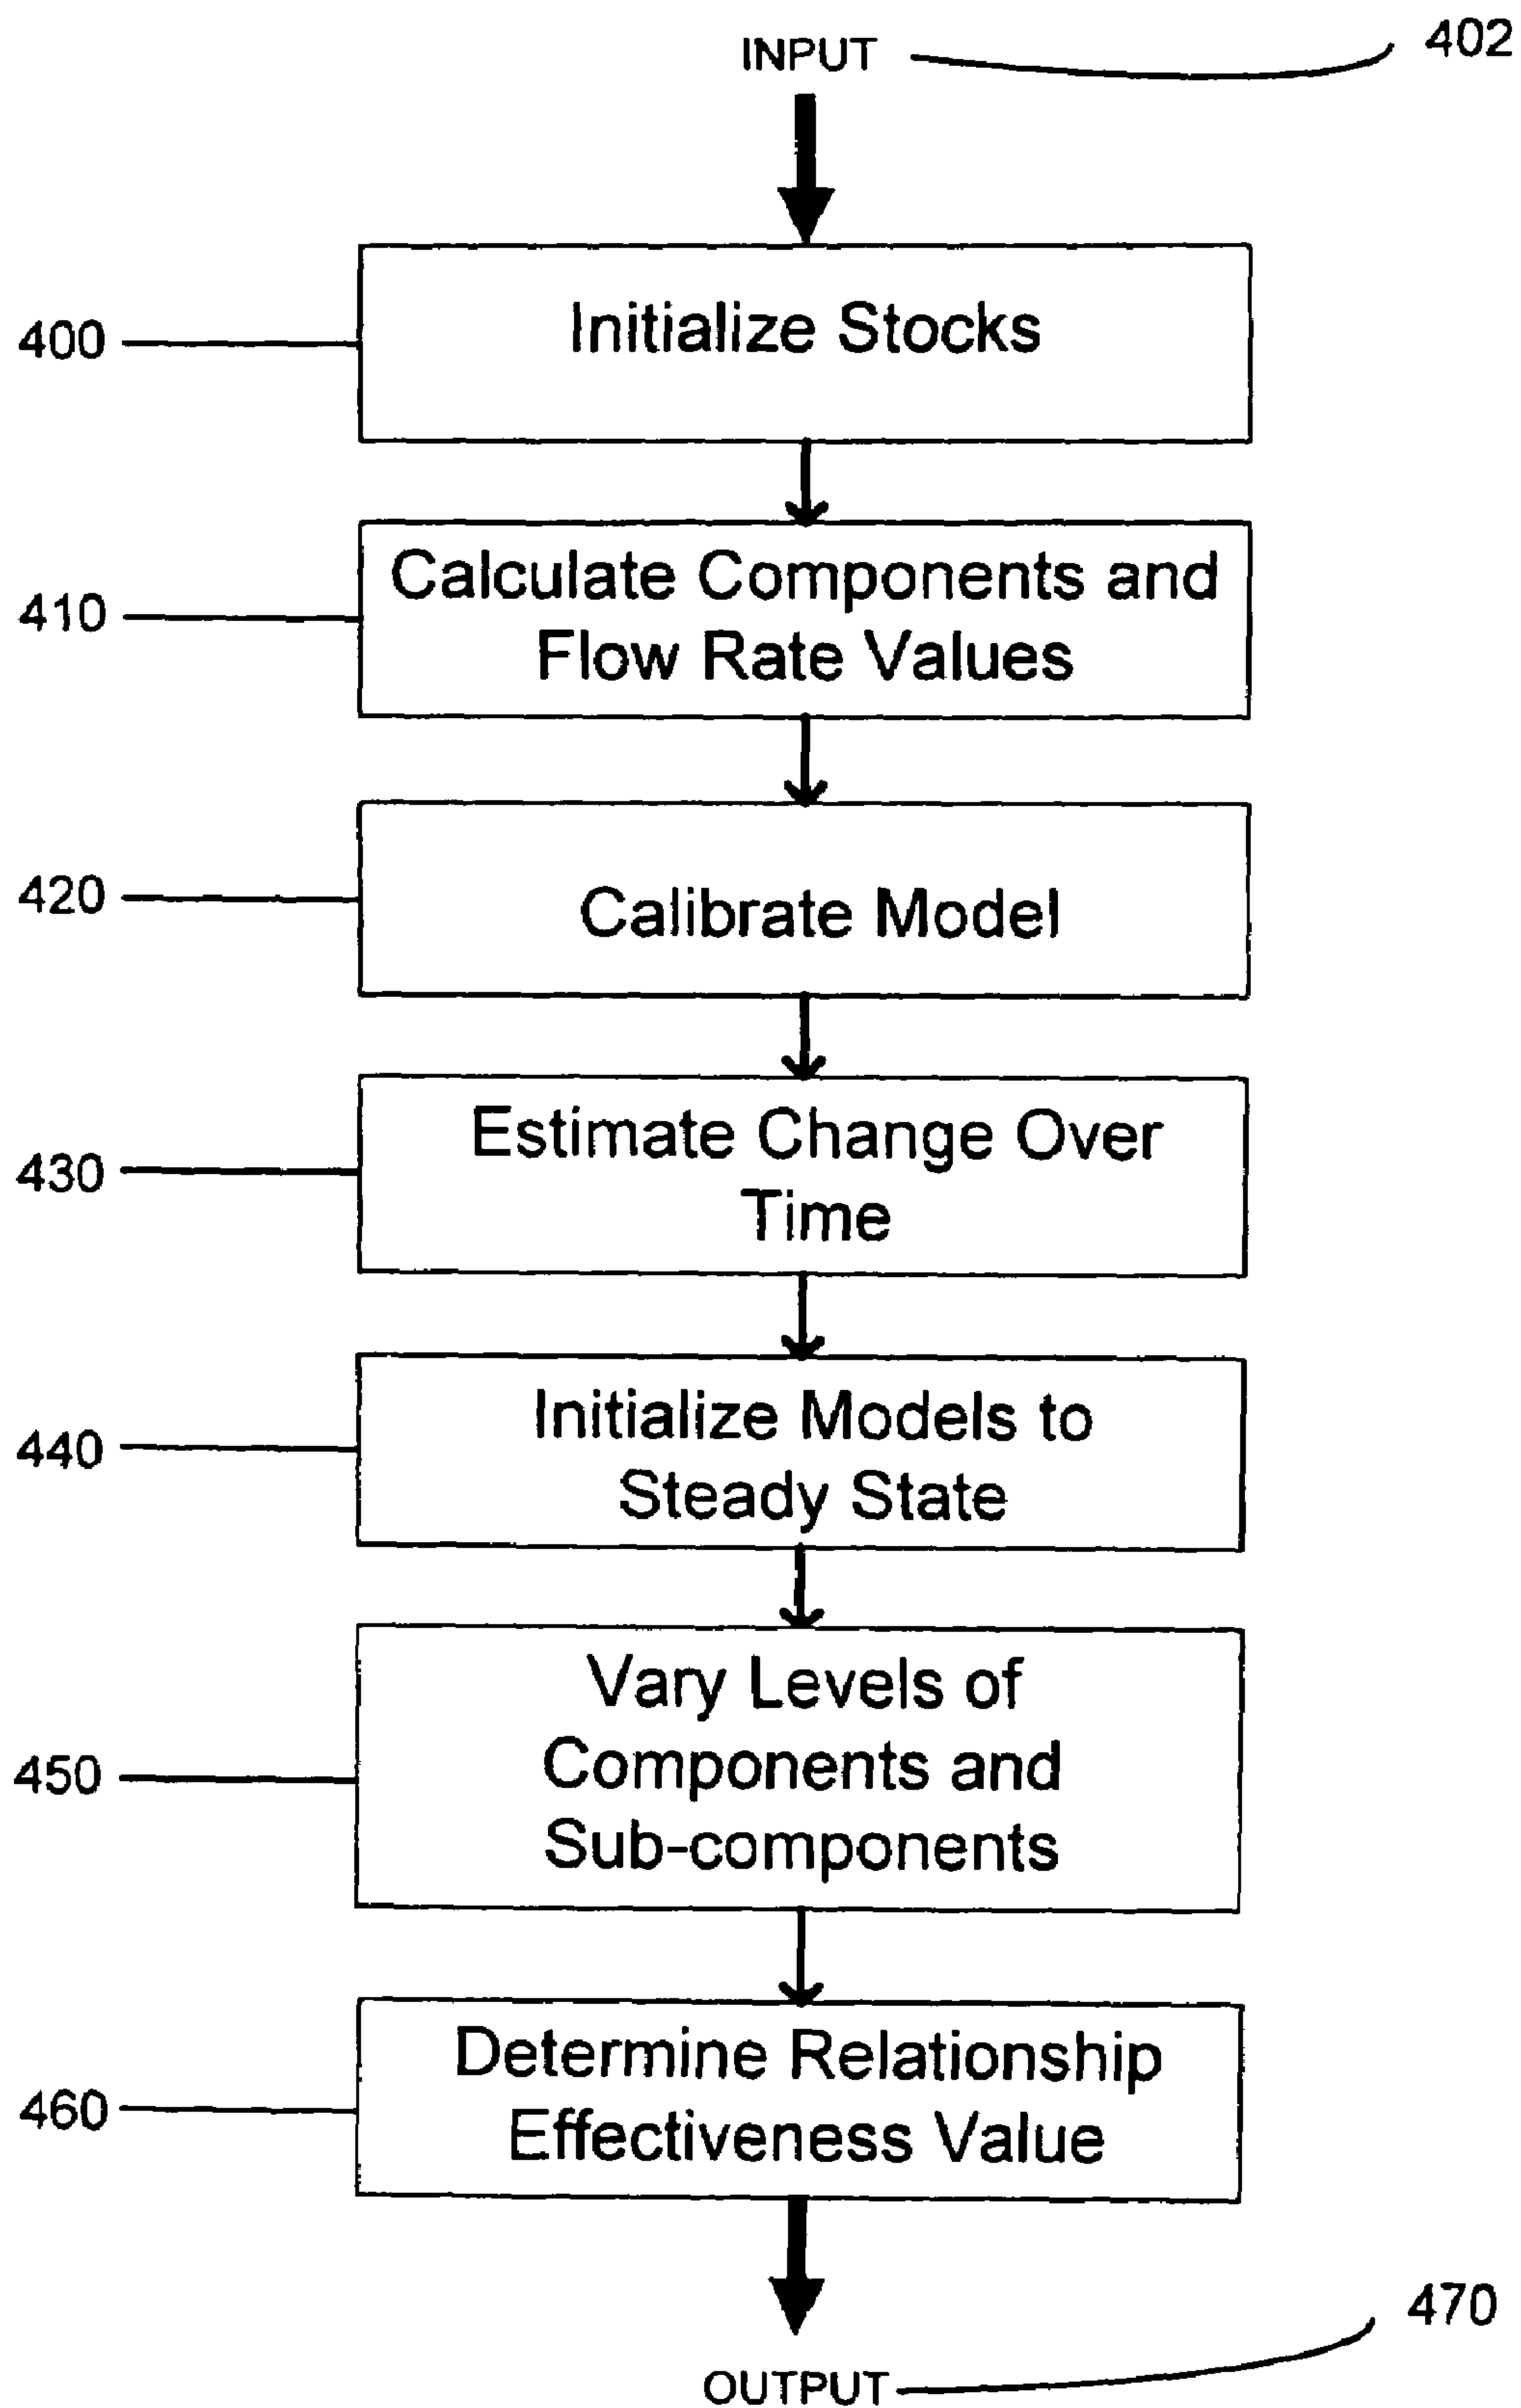 INPUT
402
400
Initialize Stocks
410
Calculate Components and
Flow Rate Values
420
Calibrate Model
430
Estimate Change Over
Time
440
Initialize Models to
Steady State
450
Vary Levels of
Components and
Sub-components
460
Determine Relationship
Effectiveness Value
470
OUTPUT